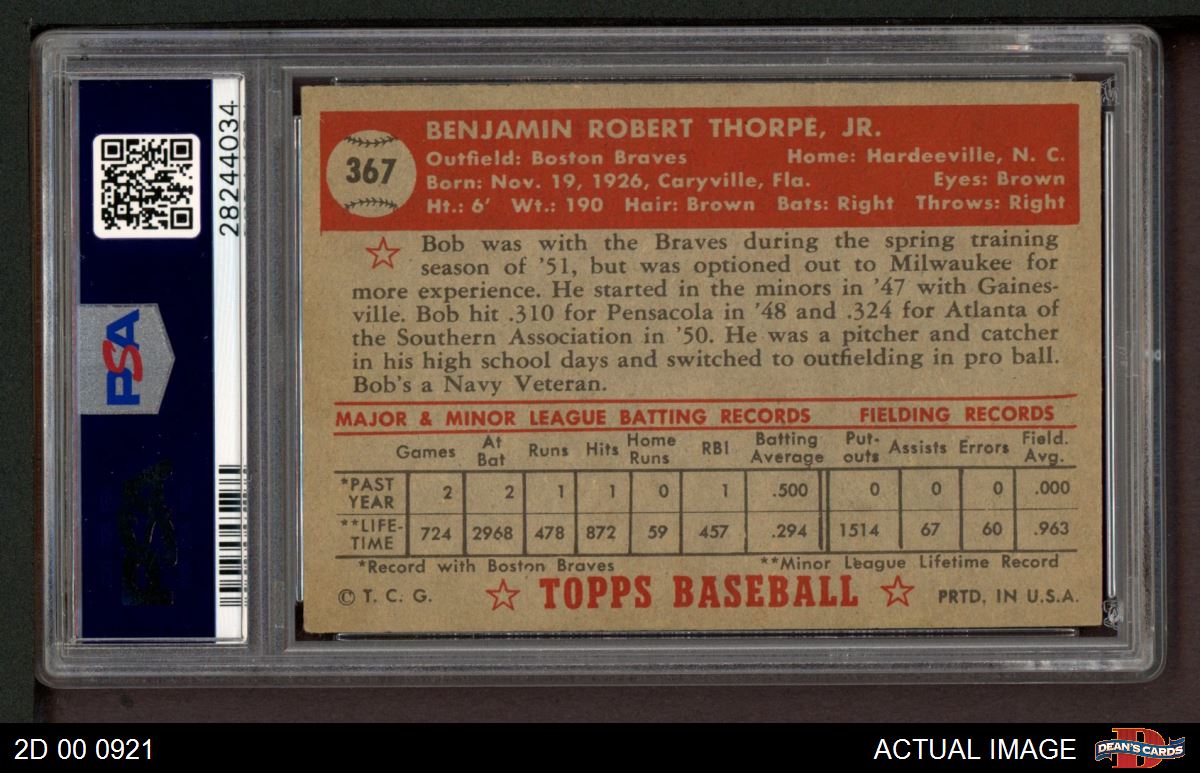 28244034
PSA
367
BENJAMIN ROBERT THORPE, JR.
Outfield: Boston Braves Home: Hardeeville, N. C.
Born: Nov. 19, 1926, Caryville, Fla. Eyes: Brown
Ht.: 6' Wt.: 190 Hair: Brown Bats: Right Throws: Right
Bob was with the Braves during the spring training
season of '51, but was optioned out to Milwaukee for
more experience. He started in the minors in '47 with Gaines-
ville. Bob hit .310 for Pensacola in '48 and .324 for Atlanta of
the Southern Association in '50. He was a pitcher and catcher
in his high school days and switched to outfielding in pro ball.
Bob's a Navy Veteran.
MAJOR & MINOR LEAGUE BATTING RECORDS FIELDING RECORDS
Games At Bat Runs Hits Home Runs RBI Batting Average Put-outs Assists Errors Field. Avg.
*PAST YEAR 2 2 1 1 0 1 .500 0 0 0 .000
**LIFE-TIME 724 2968 478 872 59 457 .294 1514 67 60 .963
*Record with Boston Braves **Minor League Lifetime Record
© T. C. G. TOPPS BASEBALL PRTD. IN U.S.A.
2D 00 0921 ACTUAL IMAGE DEAN'S CARDS